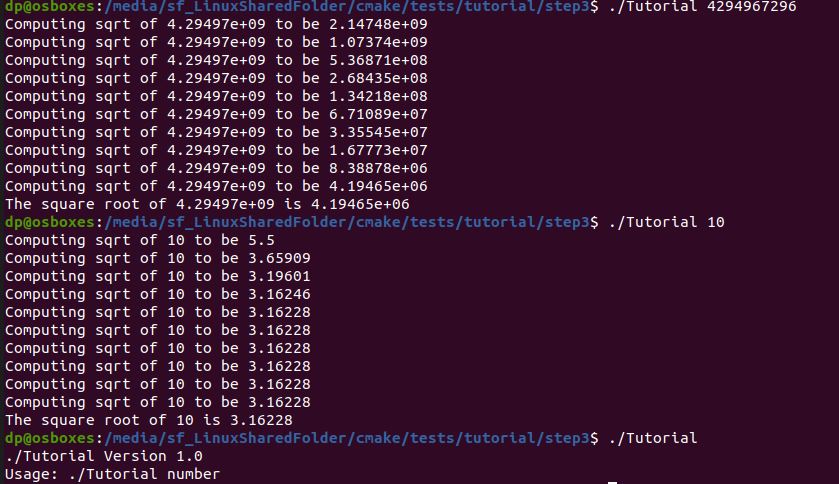 dp@osboxes:/media/sf_LinuxSharedFolder/cmake/tests/tutorial/step3$ ./Tutorial 4294967296
Computing sqrt of 4.29497e+09 to be 2.14748e+09
Computing sqrt of 4.29497e+09 to be 1.07374e+09
Computing sqrt of 4.29497e+09 to be 5.36871e+08
Computing sqrt of 4.29497e+09 to be 2.68435e+08
Computing sqrt of 4.29497e+09 to be 1.34218e+08
Computing sqrt of 4.29497e+09 to be 6.71089e+07
Computing sqrt of 4.29497e+09 to be 3.35545e+07
Computing sqrt of 4.29497e+09 to be 1.67773e+07
Computing sqrt of 4.29497e+09 to be 8.38878e+06
Computing sqrt of 4.29497e+09 to be 4.19465e+06
The square root of 4.29497e+09 is 4.19465e+06
dp@osboxes:/media/sf_LinuxSharedFolder/cmake/tests/tutorial/step3$ ./Tutorial 10
Computing sqrt of 10 to be 5.5
Computing sqrt of 10 to be 3.65909
Computing sqrt of 10 to be 3.19601
Computing sqrt of 10 to be 3.16246
Computing sqrt of 10 to be 3.16228
Computing sqrt of 10 to be 3.16228
Computing sqrt of 10 to be 3.16228
Computing sqrt of 10 to be 3.16228
Computing sqrt of 10 to be 3.16228
Computing sqrt of 10 to be 3.16228
The square root of 10 is 3.16228
dp@osboxes:/media/sf_LinuxSharedFolder/cmake/tests/tutorial/step3$ ./Tutorial
./Tutorial Version 1.0
Usage: ./Tutorial number